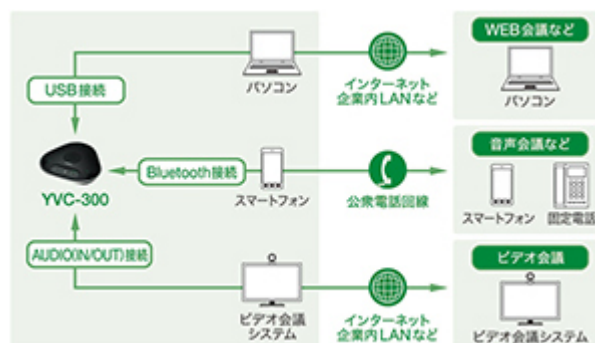 WEB会議など
USB接続
パソコン
インターネット
企業内LANなど
パソコン
音声会議など
Bluetooth接続
YVC-300
スマートフォン
公衆電話回線
スマートフォン
固定電話
AUDIO(IN/OUT)接続
ビデオ会議
ビデオ会議
システム
インターネット
企業内LANなど
ビデオ会議システム